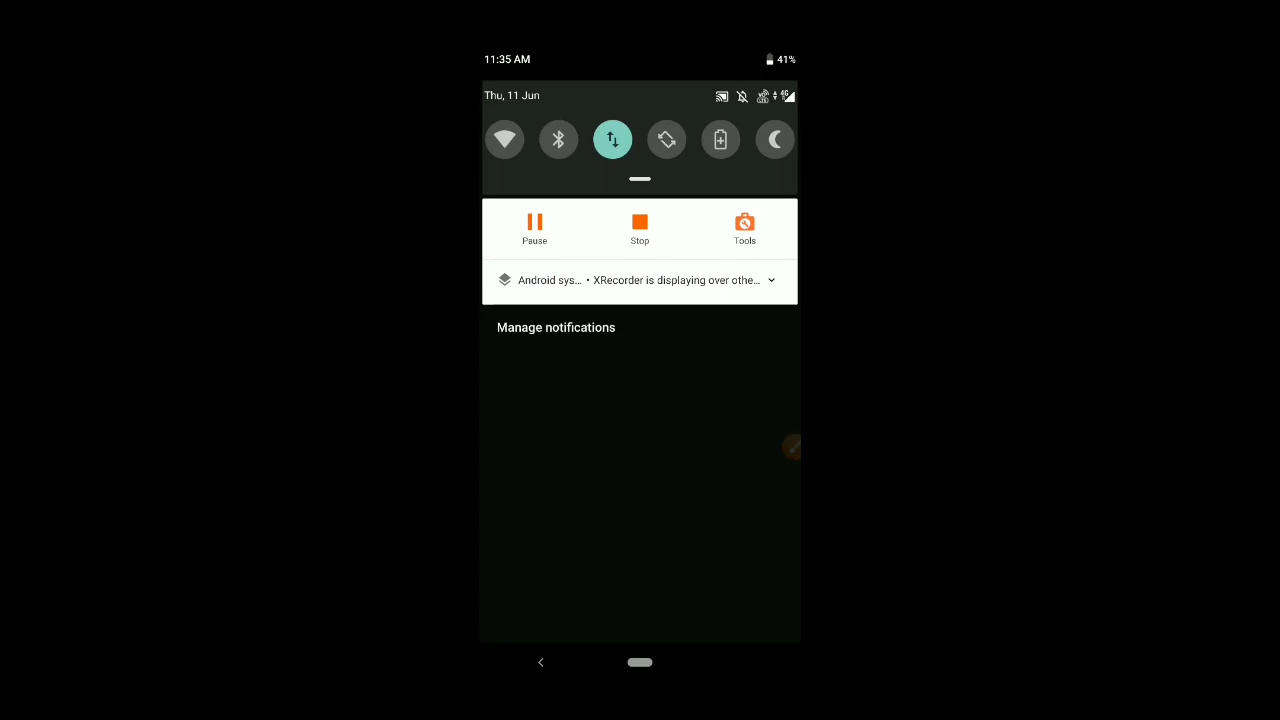 11:35 AM 41%
Thu, 11 Jun 4G
Pause Stop Tools
Android sys... • XRecorder is displaying over othe...
Manage notifications